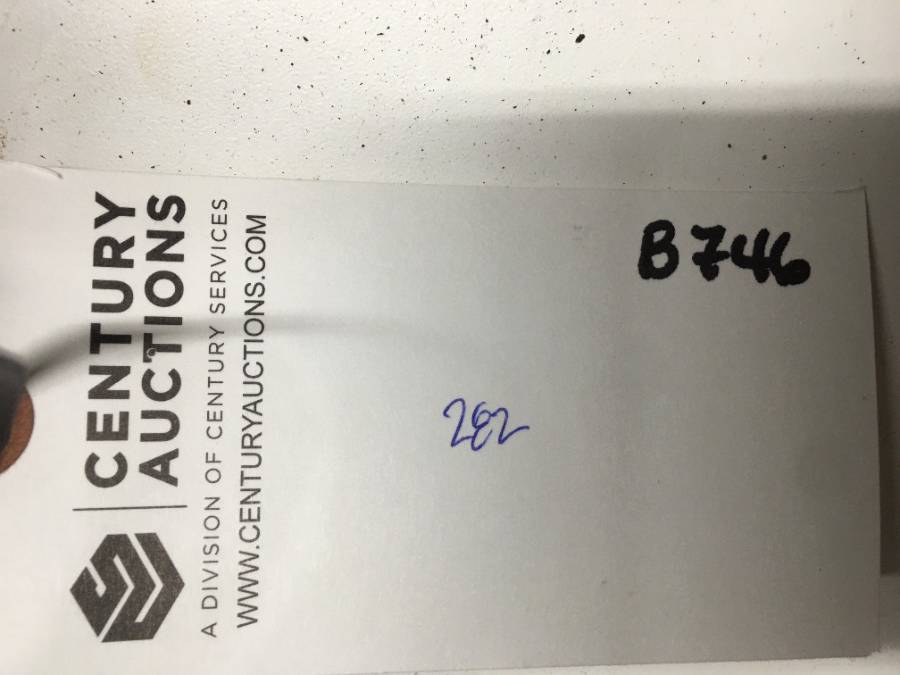 CENTURY
AUCTIONS
A DIVISION OF CENTURY SERVICES
WWW.CENTURYAUCTIONS.COM
B746
282